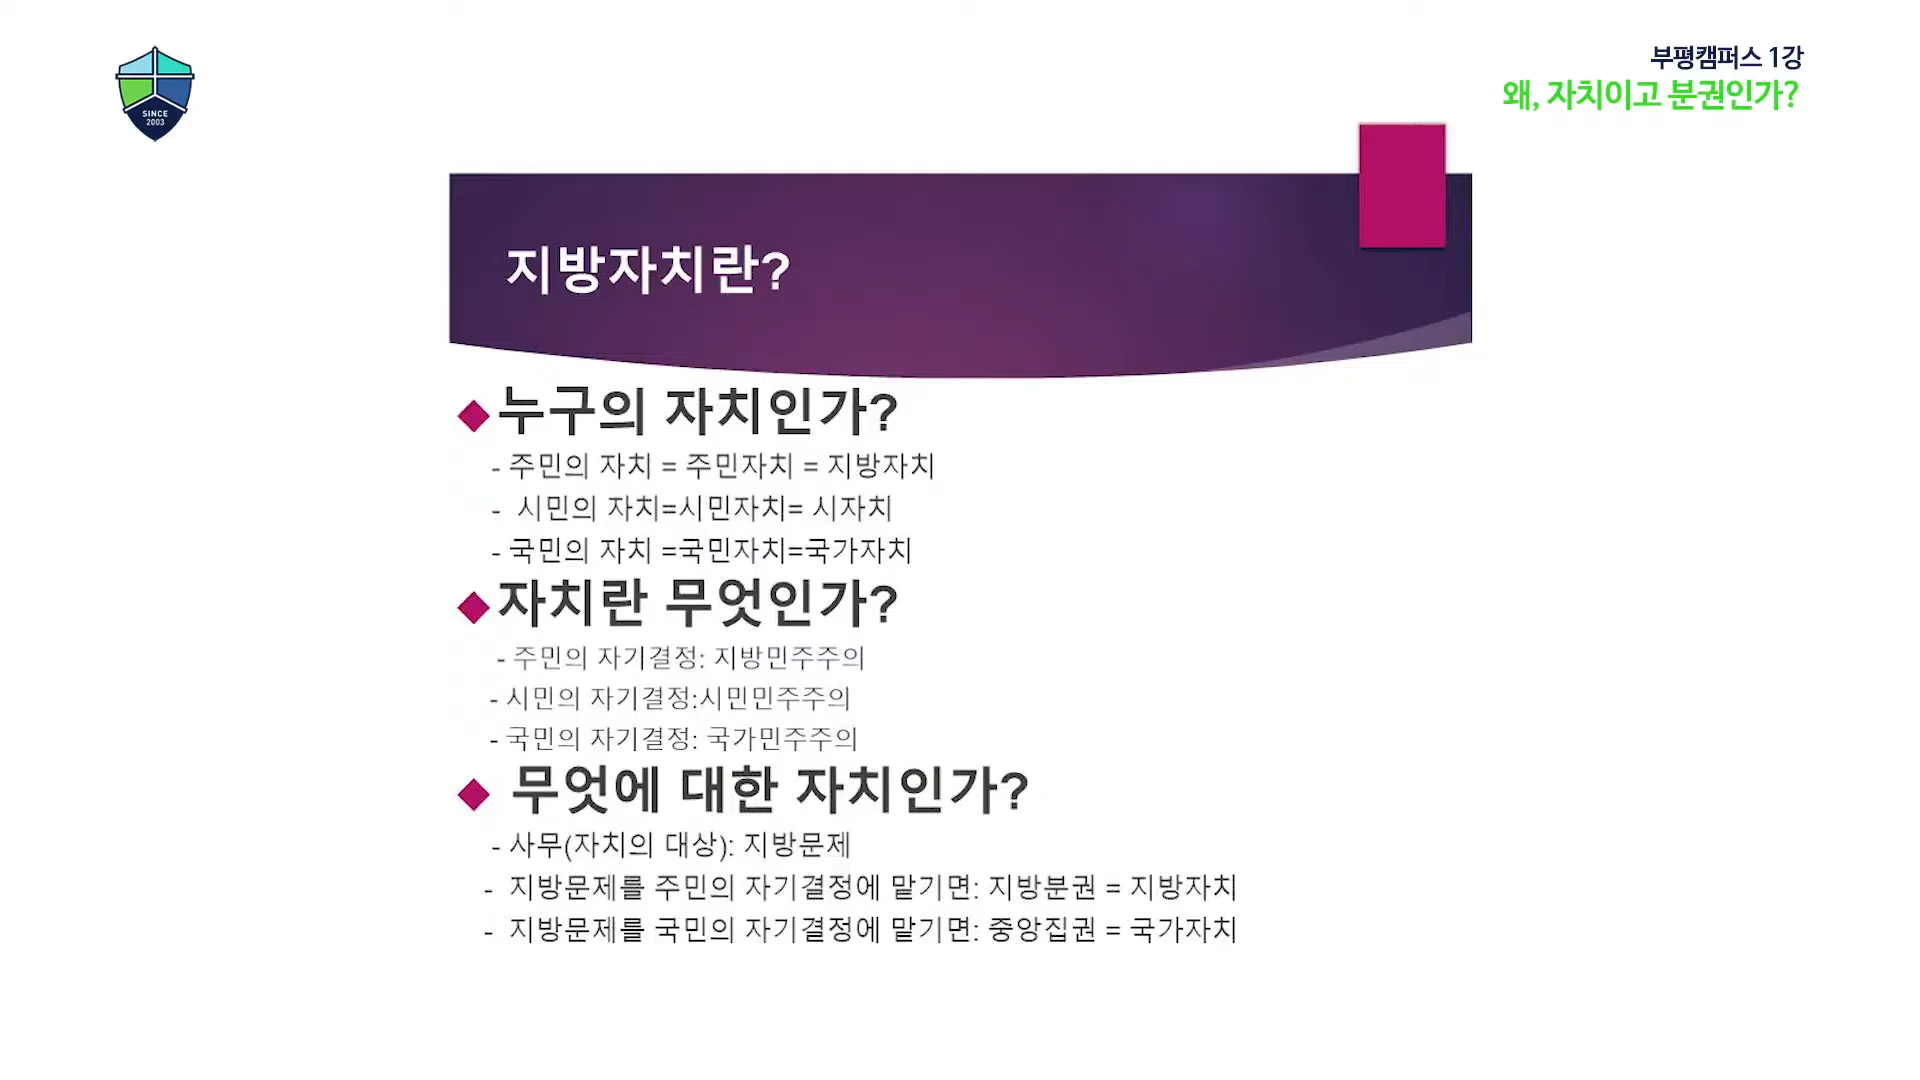 SINCE
2003
부평캠퍼스 1강
왜, 자치이고 분권인가?
지방자치란?
◆누구의 자치인가?
- 주민의 자치 = 주민자치 = 지방자치
- 시민의 자치=시민자치= 시자치
- 국민의 자치 =국민자치=국가자치
◆자치란 무엇인가?
- 주민의 자기결정: 지방민주주의
- 시민의 자기결정:시민민주주의
- 국민의 자기결정: 국가민주주의
◆ 무엇에 대한 자치인가?
- 사무(자치의 대상): 지방문제
- 지방문제를 주민의 자기결정에 맡기면: 지방분권 = 지방자치
- 지방문제를 국민의 자기결정에 맡기면: 중앙집권 = 국가자치